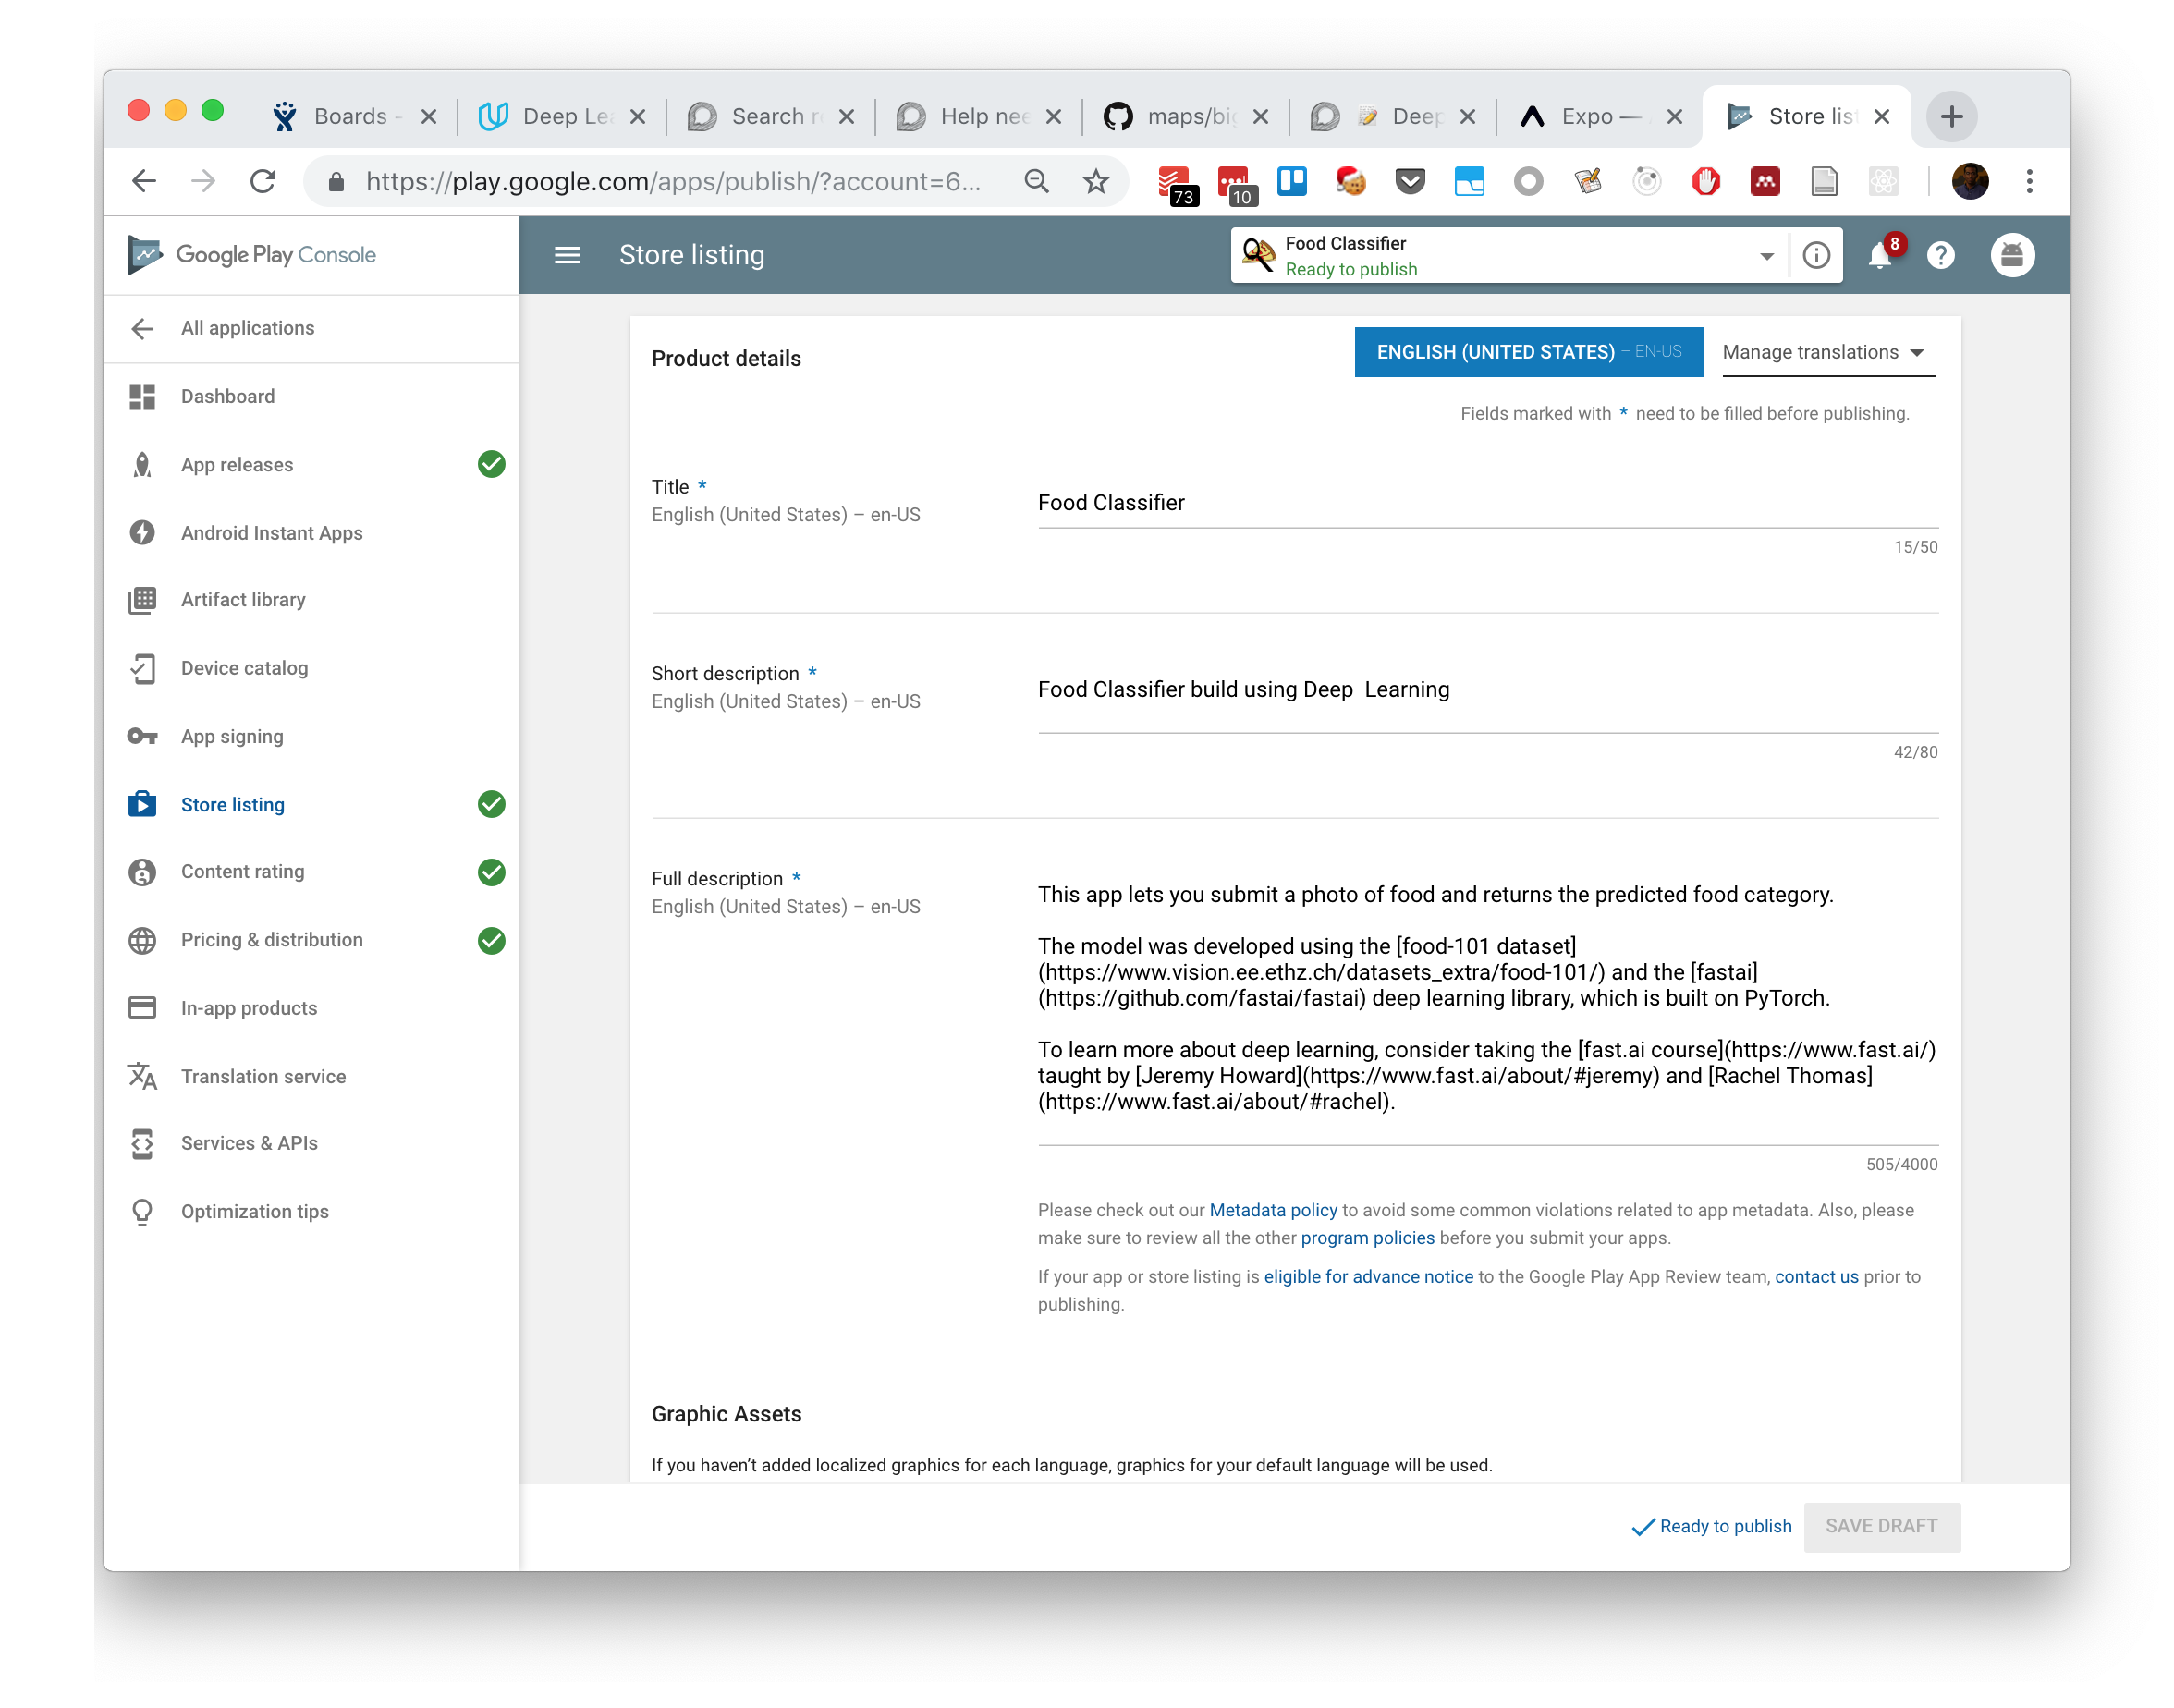 Boards -
Deep Le
Search r
Help nee
maps/big
Deep
Expo —
Store lis
https://play.google.com/apps/publish/?account=6...
73
10
Google Play Console
Store listing
Food Classifier
Ready to publish
8
All applications
Dashboard
App releases
Android Instant Apps
Artifact library
Device catalog
App signing
Store listing
Content rating
Pricing & distribution
In-app products
Translation service
Services & APIs
Optimization tips
Product details
ENGLISH (UNITED STATES) – EN-US
Manage translations
Fields marked with * need to be filled before publishing.
Title *
English (United States) – en-US
Food Classifier
15/50
Short description *
English (United States) – en-US
Food Classifier build using Deep  Learning
42/80
Full description *
English (United States) – en-US
This app lets you submit a photo of food and returns the predicted food category.
The model was developed using the [food-101 dataset]
(https://www.vision.ee.ethz.ch/datasets_extra/food-101/) and the [fastai]
(https://github.com/fastai/fastai) deep learning library, which is built on PyTorch.
To learn more about deep learning, consider taking the [fast.ai course](https://www.fast.ai/)
taught by [Jeremy Howard](https://www.fast.ai/about/#jeremy) and [Rachel Thomas]
(https://www.fast.ai/about/#rachel).
505/4000
Please check out our Metadata policy to avoid some common violations related to app metadata. Also, please
make sure to review all the other program policies before you submit your apps.
If your app or store listing is eligible for advance notice to the Google Play App Review team, contact us prior to
publishing.
Graphic Assets
If you haven't added localized graphics for each language, graphics for your default language will be used.
Ready to publish
SAVE DRAFT